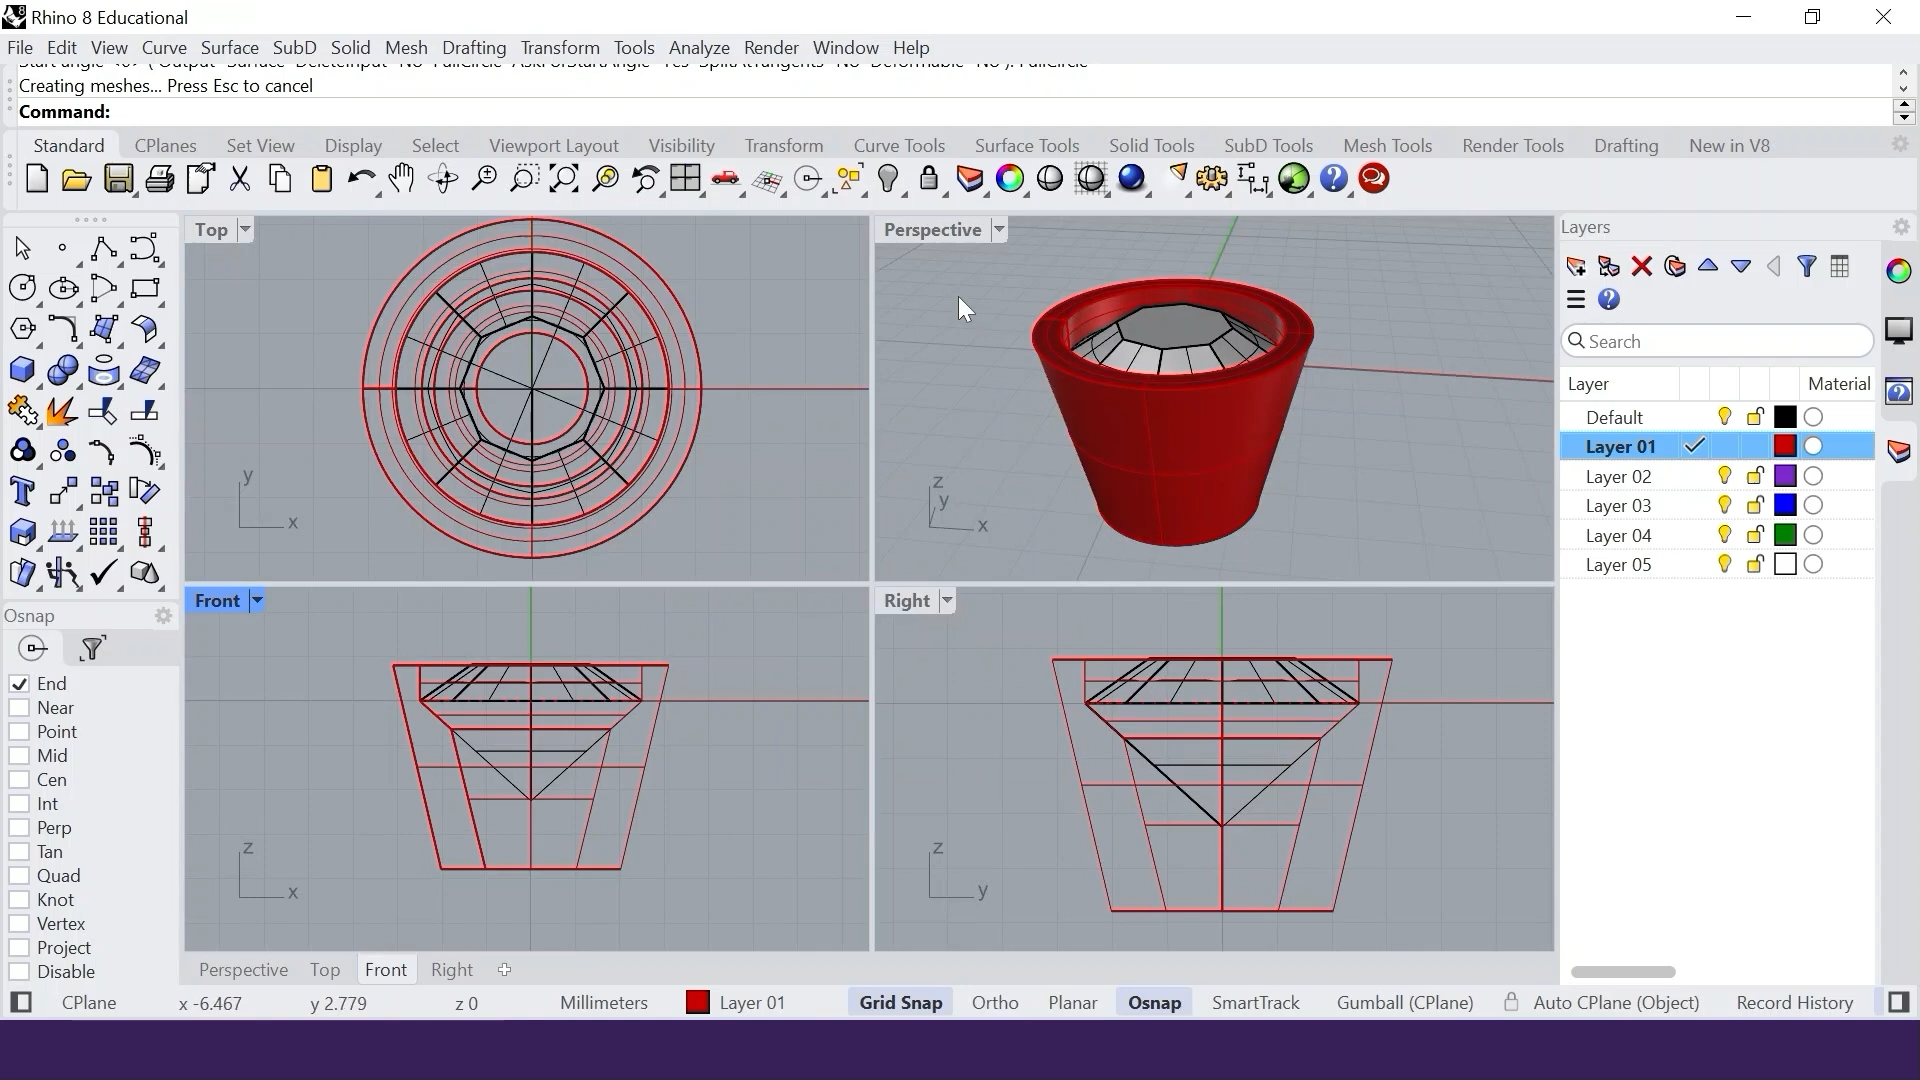 Rhino 8 Educational
File Edit View Curve Surface SubD Solid Mesh Drafting Transform Tools Analyze Render Window Help
Creating meshes... Press Esc to cancel
Command:
Standard CPlanes Set View Display Select Viewport Layout Visibility Transform Curve Tools Surface Tools Solid Tools SubD Tools Mesh Tools Render Tools Drafting New in V8
Top
y
x
Perspective
z
y
x
Front
z
x
Right
z
y
Layers
Search
Layer Material
Default
Layer 01
Layer 02
Layer 03
Layer 04
Layer 05
Osnap
End
Near
Point
Mid
Cen
Int
Perp
Tan
Quad
Knot
Vertex
Project
Disable
Perspective Top Front Right
CPlane x -6.467 y 2.779 z 0 Millimeters Layer 01 Grid Snap Ortho Planar Osnap SmartTrack Gumball (CPlane) Auto CPlane (Object) Record History